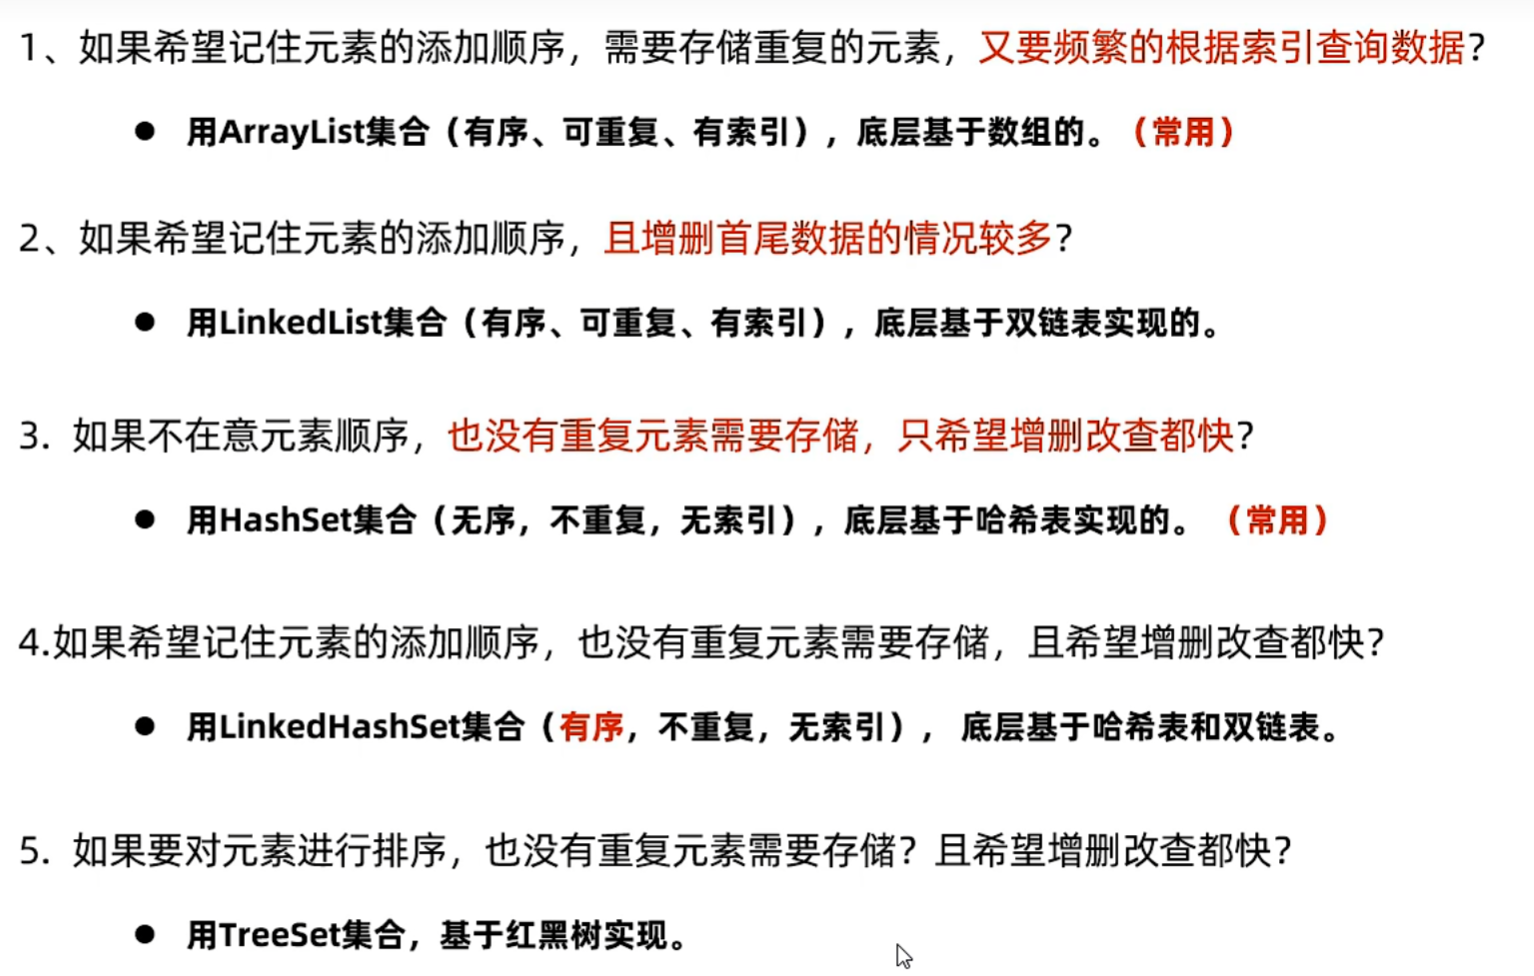 1、如果希望记住元素的添加顺序，需要存储重复的元素，又要频繁的根据索引查询数据？
● 用ArrayList集合（有序、可重复、有索引），底层基于数组的。（常用）
2、如果希望记住元素的添加顺序，且增删首尾数据的情况较多？
● 用LinkedList集合（有序、可重复、有索引），底层基于双链表实现的。
3. 如果不在意元素顺序，也没有重复元素需要存储，只希望增删改查都快？
● 用HashSet集合（无序，不重复，无索引），底层基于哈希表实现的。（常用）
4.如果希望记住元素的添加顺序，也没有重复元素需要存储，且希望增删改查都快？
● 用LinkedHashSet集合（有序，不重复，无索引），底层基于哈希表和双链表。
5. 如果要对元素进行排序，也没有重复元素需要存储？且希望增删改查都快？
● 用TreeSet集合，基于红黑树实现。